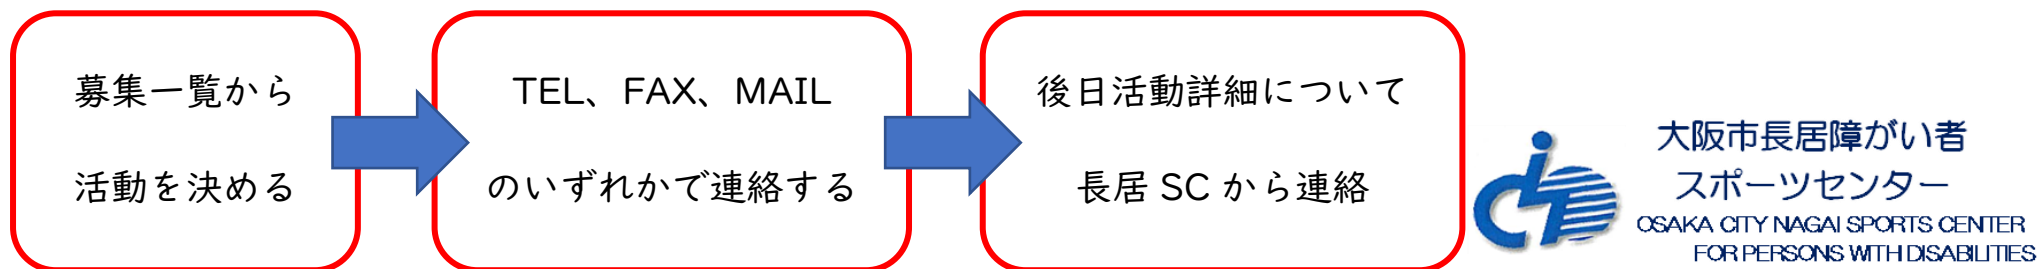 募集一覧から
活動を決める
TEL、FAX、MAIL
のいずれかで連絡する
後日活動詳細について
長居 SC から連絡
大阪市長居障がい者
スポーツセンター
OSAKA CITY NAGAI SPORTS CENTER
FOR PERSONS WITH DISABILITIES